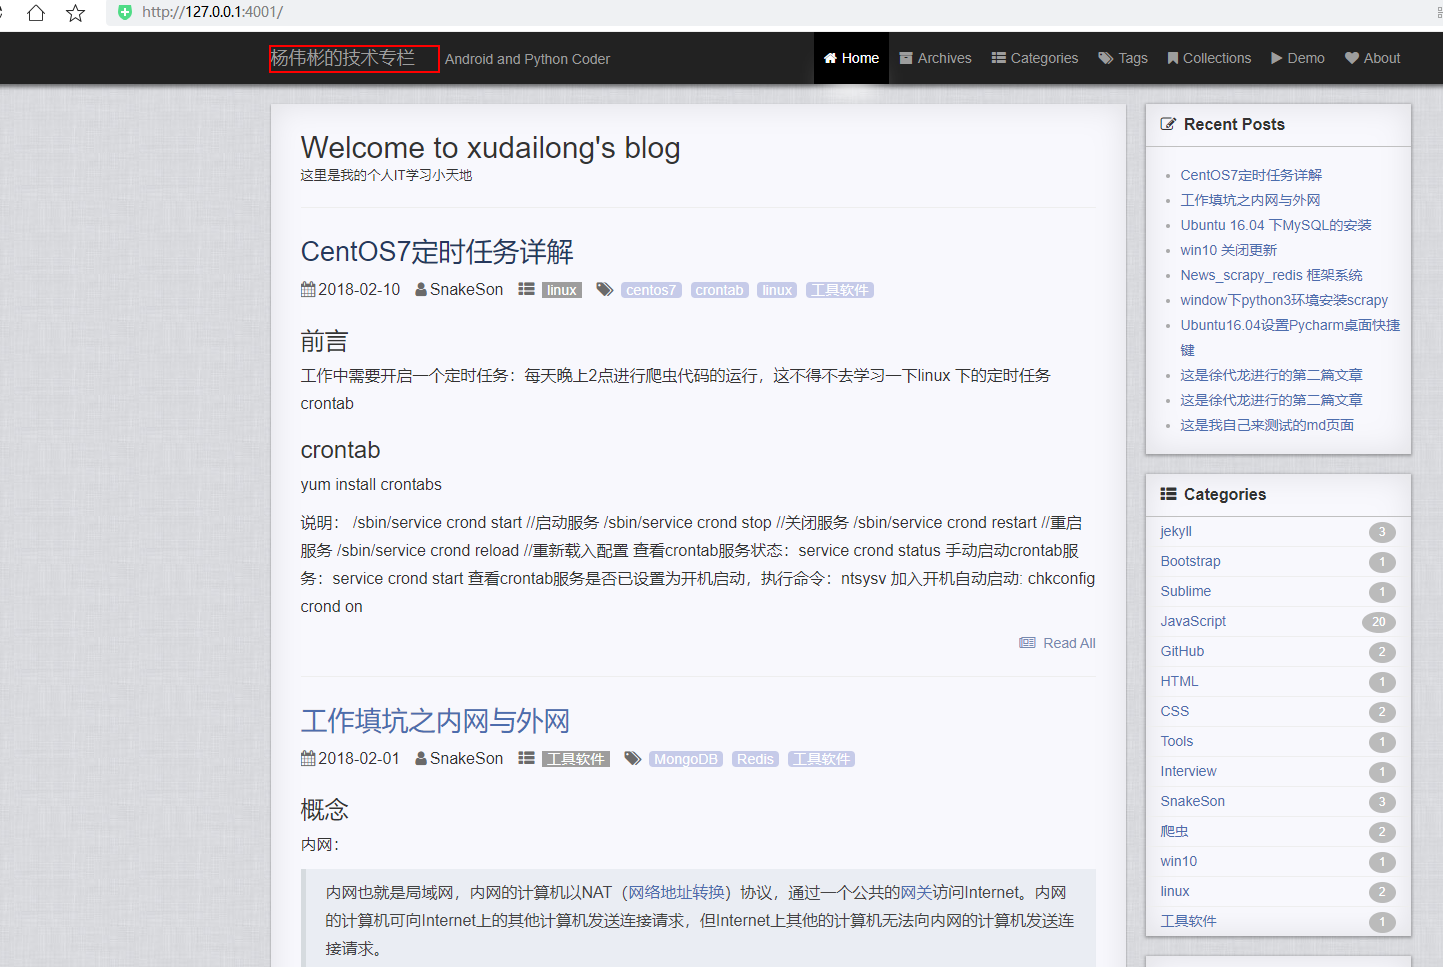 http://127.0.0.1:4001/
杨伟彬的技术专栏 Android and Python Coder Home Archives Categories Tags Collections Demo About
Welcome to xudailong's blog
这里是我的个人IT学习小天地
CentOS7定时任务详解
2018-02-10 SnakeSon linux centos7 crontab linux 工具软件
前言
工作中需要开启一个定时任务：每天晚上2点进行爬虫代码的运行，这不得不去学习一下linux 下的定时任务
crontab
crontab
yum install crontabs
说明： /sbin/service crond start //启动服务 /sbin/service crond stop //关闭服务 /sbin/service crond restart //重启
服务 /sbin/service crond reload //重新载入配置 查看crontab服务状态：service crond status 手动启动crontab服
务：service crond start 查看crontab服务是否已设置为开机启动，执行命令：ntsysv 加入开机自动启动: chkconfig
crond on
Read All
工作填坑之内网与外网
2018-02-01 SnakeSon 工具软件 MongoDB Redis 工具软件
概念
内网：
内网也就是局域网，内网的计算机以NAT（网络地址转换）协议，通过一个公共的网关访问Internet。内网
的计算机可向Internet上的其他计算机发送连接请求，但Internet上其他的计算机无法向内网的计算机发送连
接请求。
Recent Posts
CentOS7定时任务详解
工作填坑之内网与外网
Ubuntu 16.04 下MySQL的安装
win10 关闭更新
News_scrapy_redis 框架系统
window下python3环境安装scrapy
Ubuntu16.04设置Pycharm桌面快捷
键
这是徐代龙进行的第二篇文章
这是徐代龙进行的第二篇文章
这是我自己来测试的md页面
Categories
jekyll 3
Bootstrap 1
Sublime 1
JavaScript 20
GitHub 2
HTML 1
CSS 2
Tools 1
Interview 1
SnakeSon 3
爬虫 2
win10 1
linux 2
工具软件 1